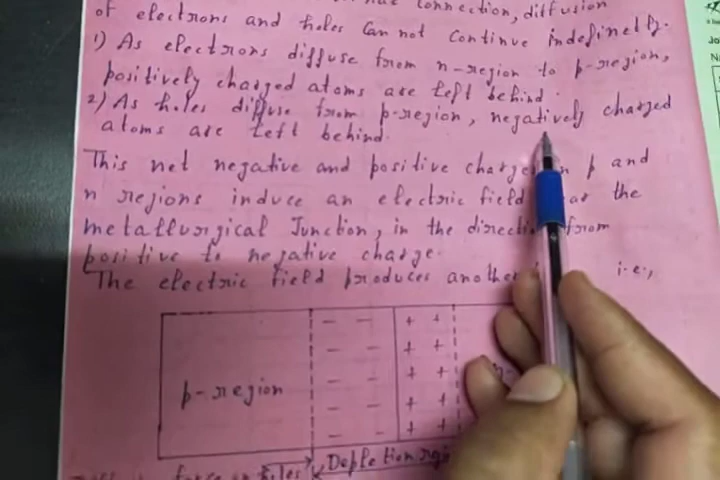 connection, diffusion
of electrons and holes can not continue indefinetly.
1) As electrons diffuse from n-region to p-region,
positively charged atoms are left behind.
2) As holes diffuse from p-region, negatively charged
atoms are left behind.
This net negative and positive charge in p and
n regions induce an electric field the
metallurgical Junction, in the direction from
positive to negative charge.
The electric field produces another i.e.,
- - + +
- - + +
p-region - - + +
- - + +
- - + +
Depletion